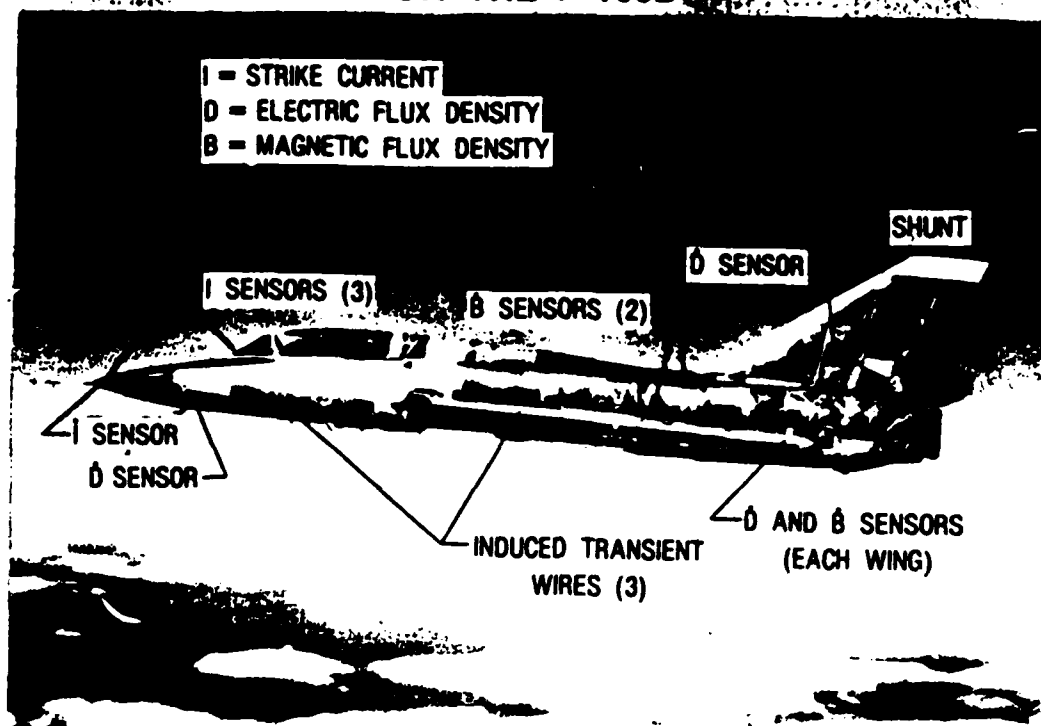 I = STRIKE CURRENT
D = ELECTRIC FLUX DENSITY
B = MAGNETIC FLUX DENSITY
SHUNT
Ḋ SENSOR
I SENSORS (3)
Ḃ SENSORS (2)
İ SENSOR
Ḋ SENSOR
INDUCED TRANSIENT
WIRES (3)
Ḋ AND Ḃ SENSORS
(EACH WING)